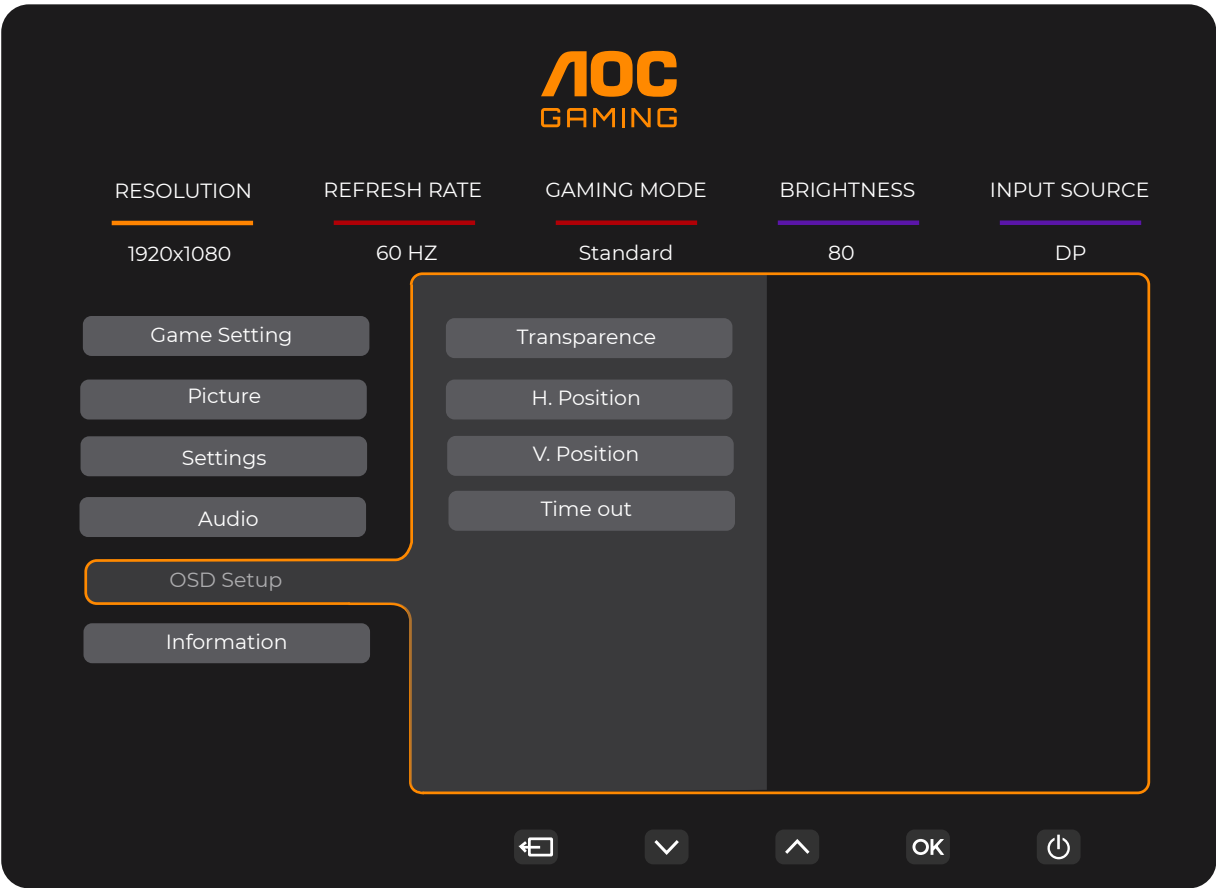 AOC
GAMING
RESOLUTION REFRESH RATE GAMING MODE BRIGHTNESS INPUT SOURCE
1920x1080 60 HZ Standard 80 DP
Game Setting Transparence
Picture H. Position
Settings V. Position
Audio Time out
OSD Setup
Information
OK